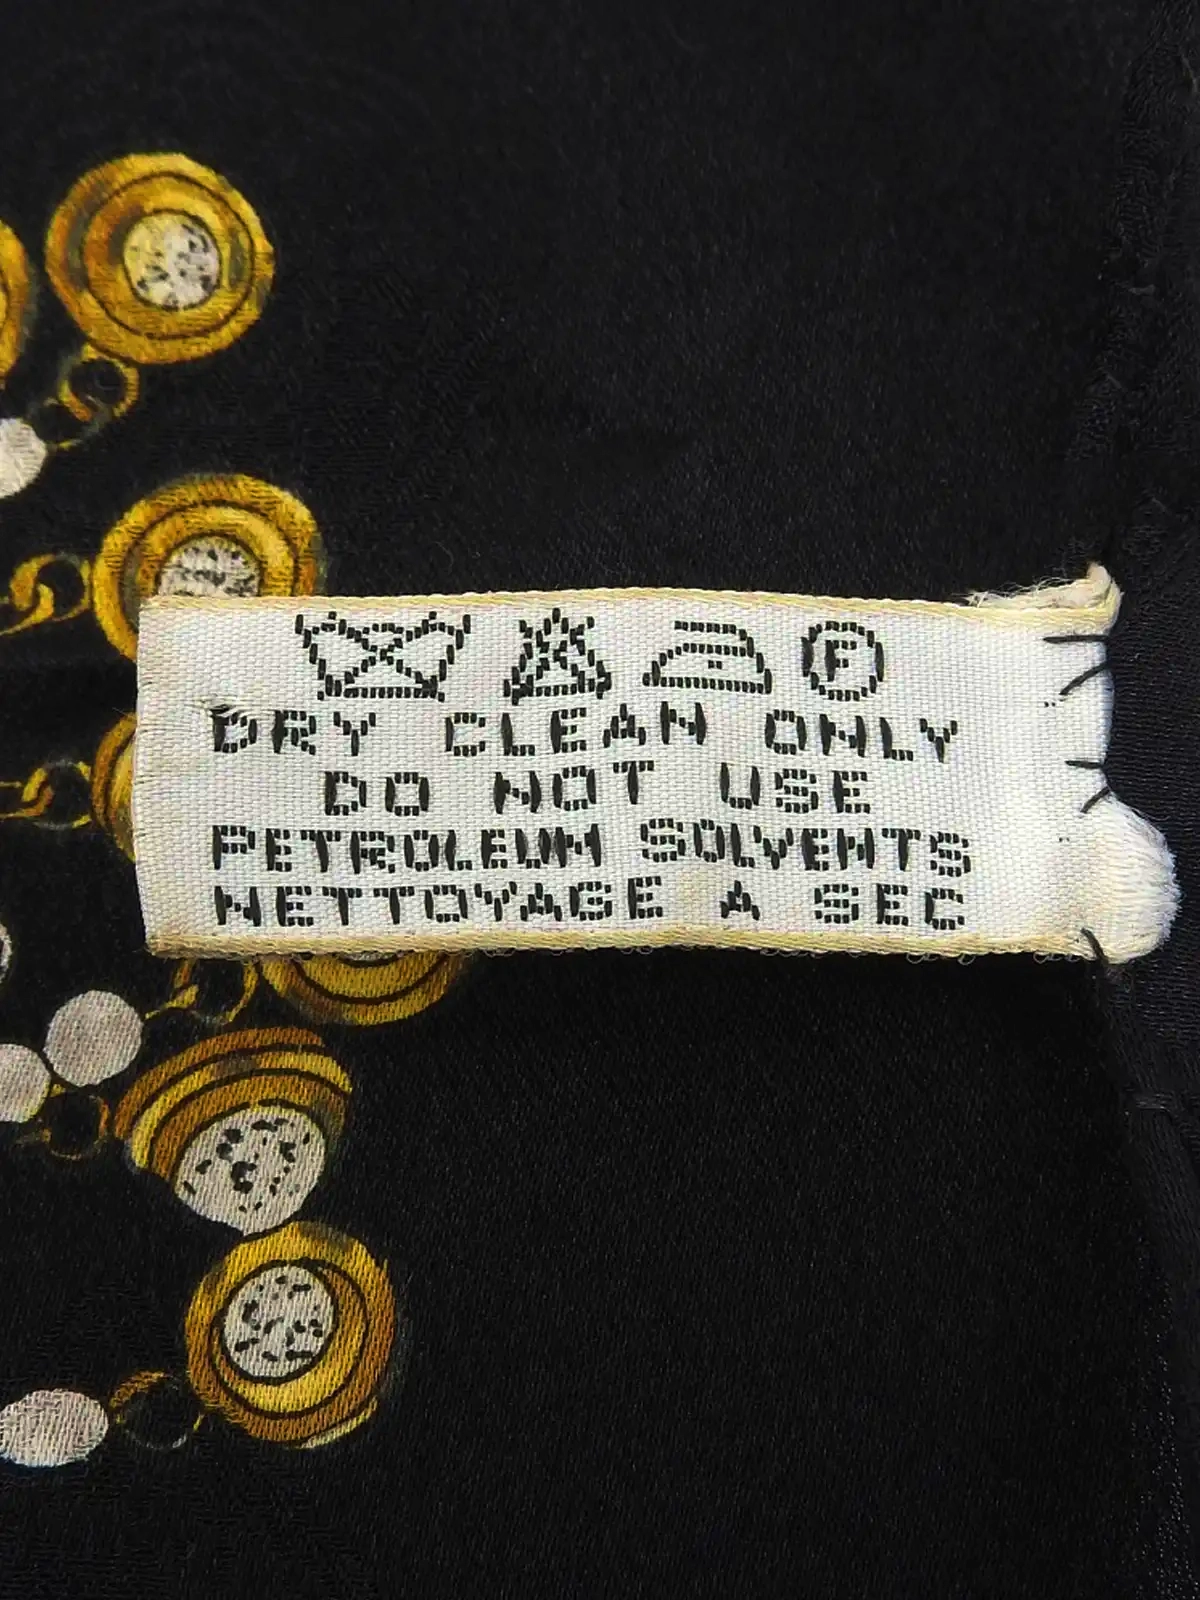 F
DRY CLEAN ONLY
DO NOT USE
PETROLEUM SOLVENTS
NETTOYAGE A SEC